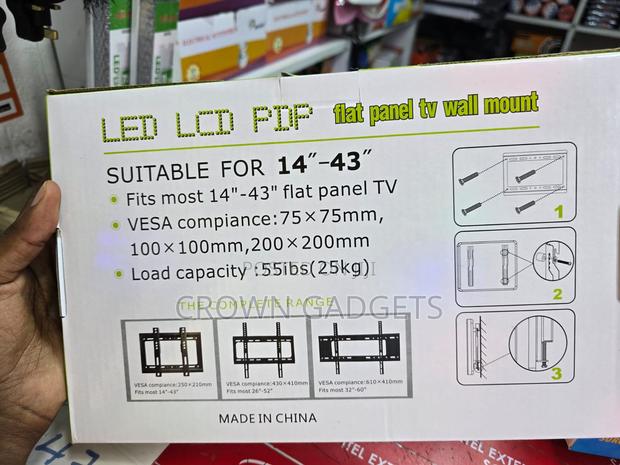 LED LCD PDP flat panel tv wall mount
SUITABLE FOR 14"-43"
Fits most 14"-43" flat panel TV
VESA compiance:75×75mm,
100×100mm,200×200mm
Load capacity :55ibs(25kg)
CROWN GADGETS
THE COMPLETE RANGE
VESA compiance:250×210mm
Fits most 14"-43"
VESA compiance:430×410mm
Fits most 26"-52"
VESA compiance:610×410mm
Fits most 32"-60"
MADE IN CHINA
1
2
3